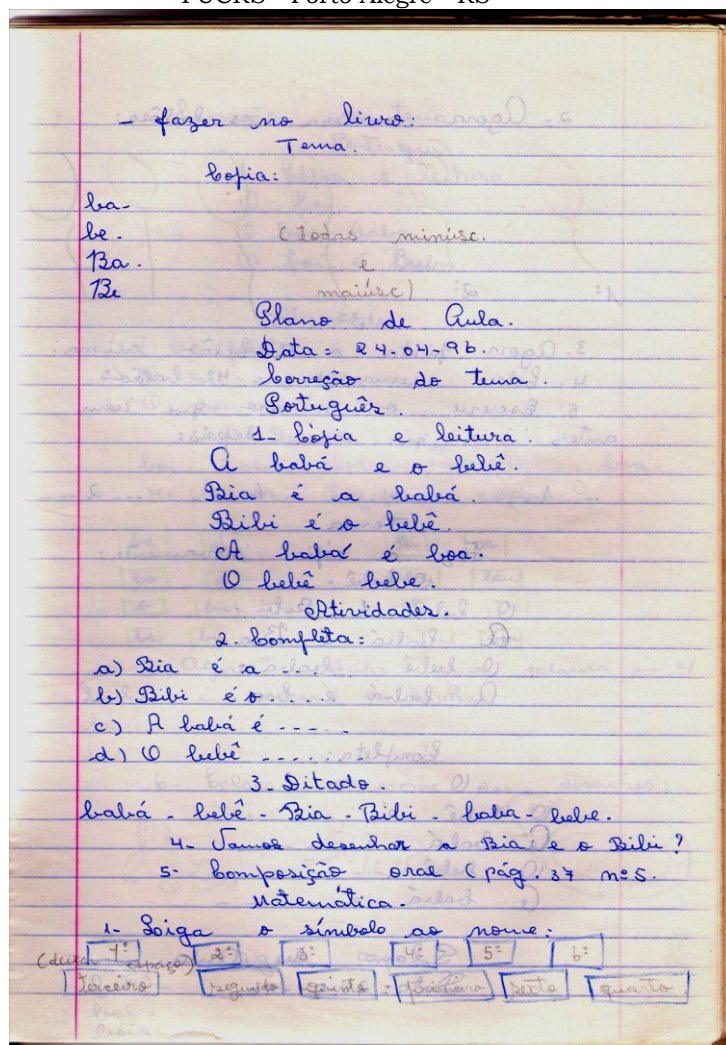 PUCRS - Porto Alegre - RS
- fazer no livro:
Tema.
Copia:
ba-
be. (todas minúsc.
Ba. e
Be maiúsc)
Plano de Aula.
Data = 24-04-96.
Correção do tema.
Português.
1- Cópia e leitura.
A babá e o bebê.
Bia é a babá.
Bibi é o bebê.
A babá é boa.
O bebê bebe.
Atividades.
2. Completa:
a) Bia é a .....
b) Bibi é o .....
c) A babá é -----
d) O bebê -------
3- Ditado.
babá - bebê - Bia - Bibi - baba - bebe.
4- Vamos desenhar a Bia e o Bibi?
5- Composição oral (pág. 37 nº 5.
Matemática.
1- Liga o símbolo ao nome:
(deixar espaço) 1º 2º 3º 4º 5º 6º
terceiro segundo quinto primeiro sexto quarto